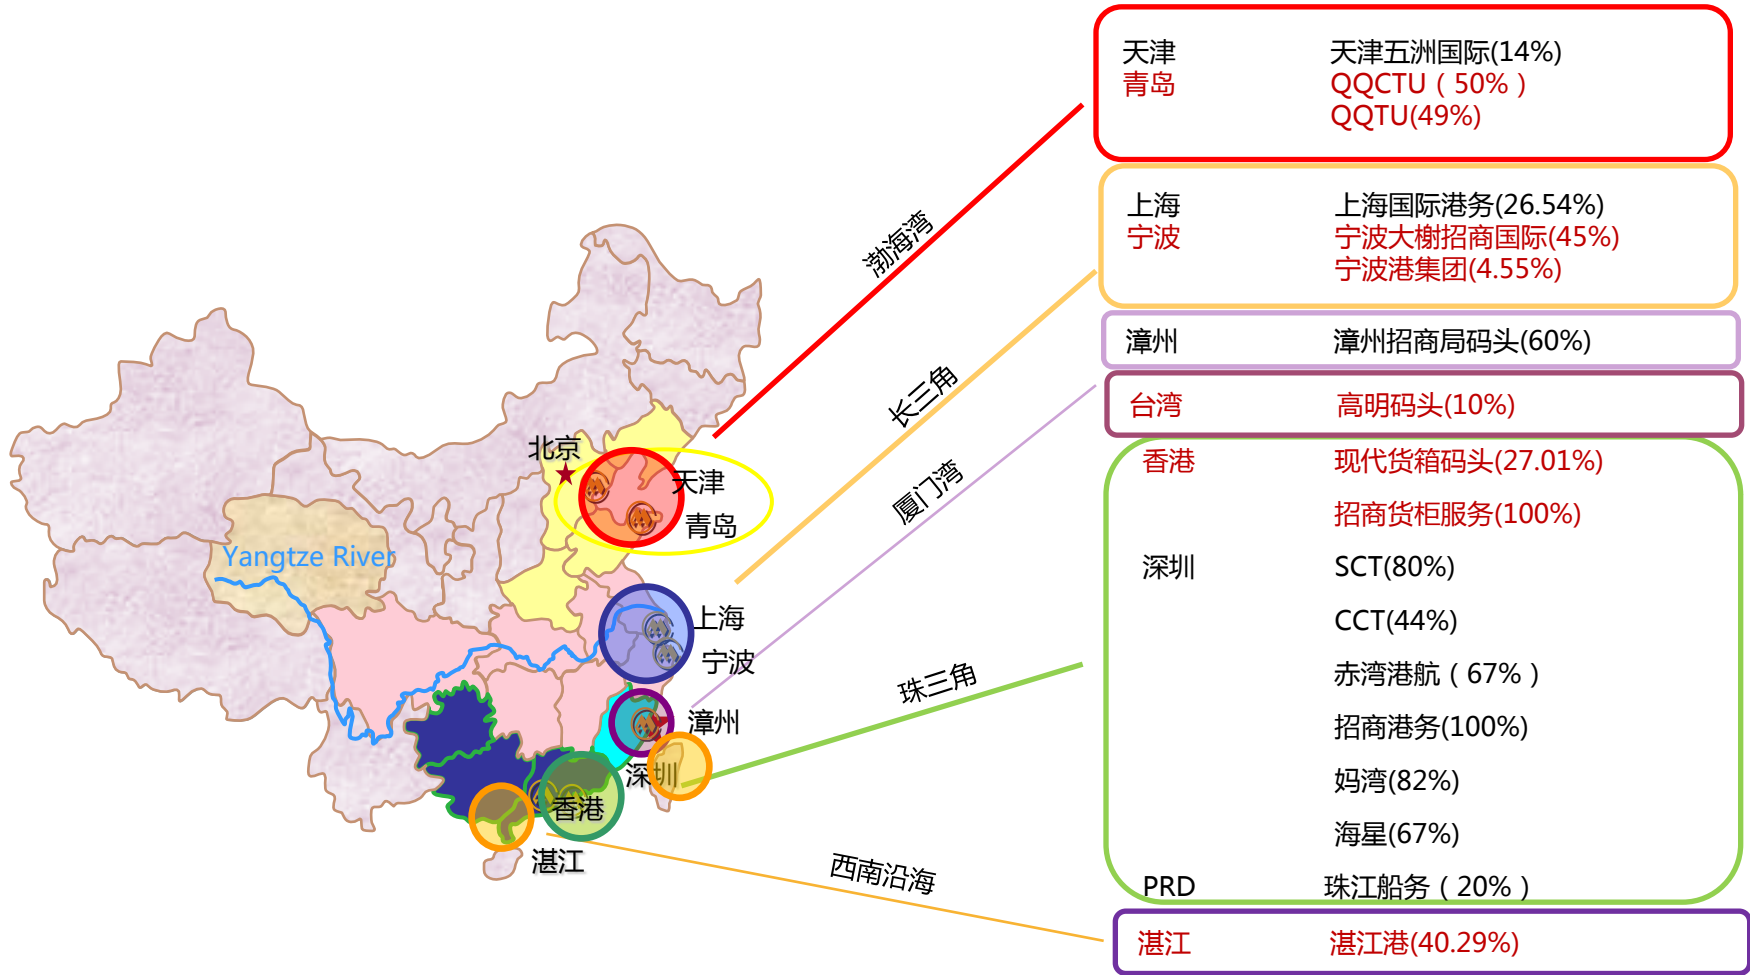 天津 天津五洲国际(14%)
青岛 QQCTU（50%）
QQTU(49%)
上海 上海国际港务(26.54%)
宁波 宁波大榭招商国际(45%)
宁波港集团(4.55%)
漳州 漳州招商局码头(60%)
台湾 高明码头(10%)
香港 现代货箱码头(27.01%)
招商货柜服务(100%)
深圳 SCT(80%)
CCT(44%)
赤湾港航（67%）
招商港务(100%)
妈湾(82%)
海星(67%)
PRD 珠江船务（20%）
湛江 湛江港(40.29%)
渤海湾
长三角
厦门湾
珠三角
西南沿海
北京
天津
青岛
Yangtze River
上海
宁波
漳州
深圳
香港
湛江